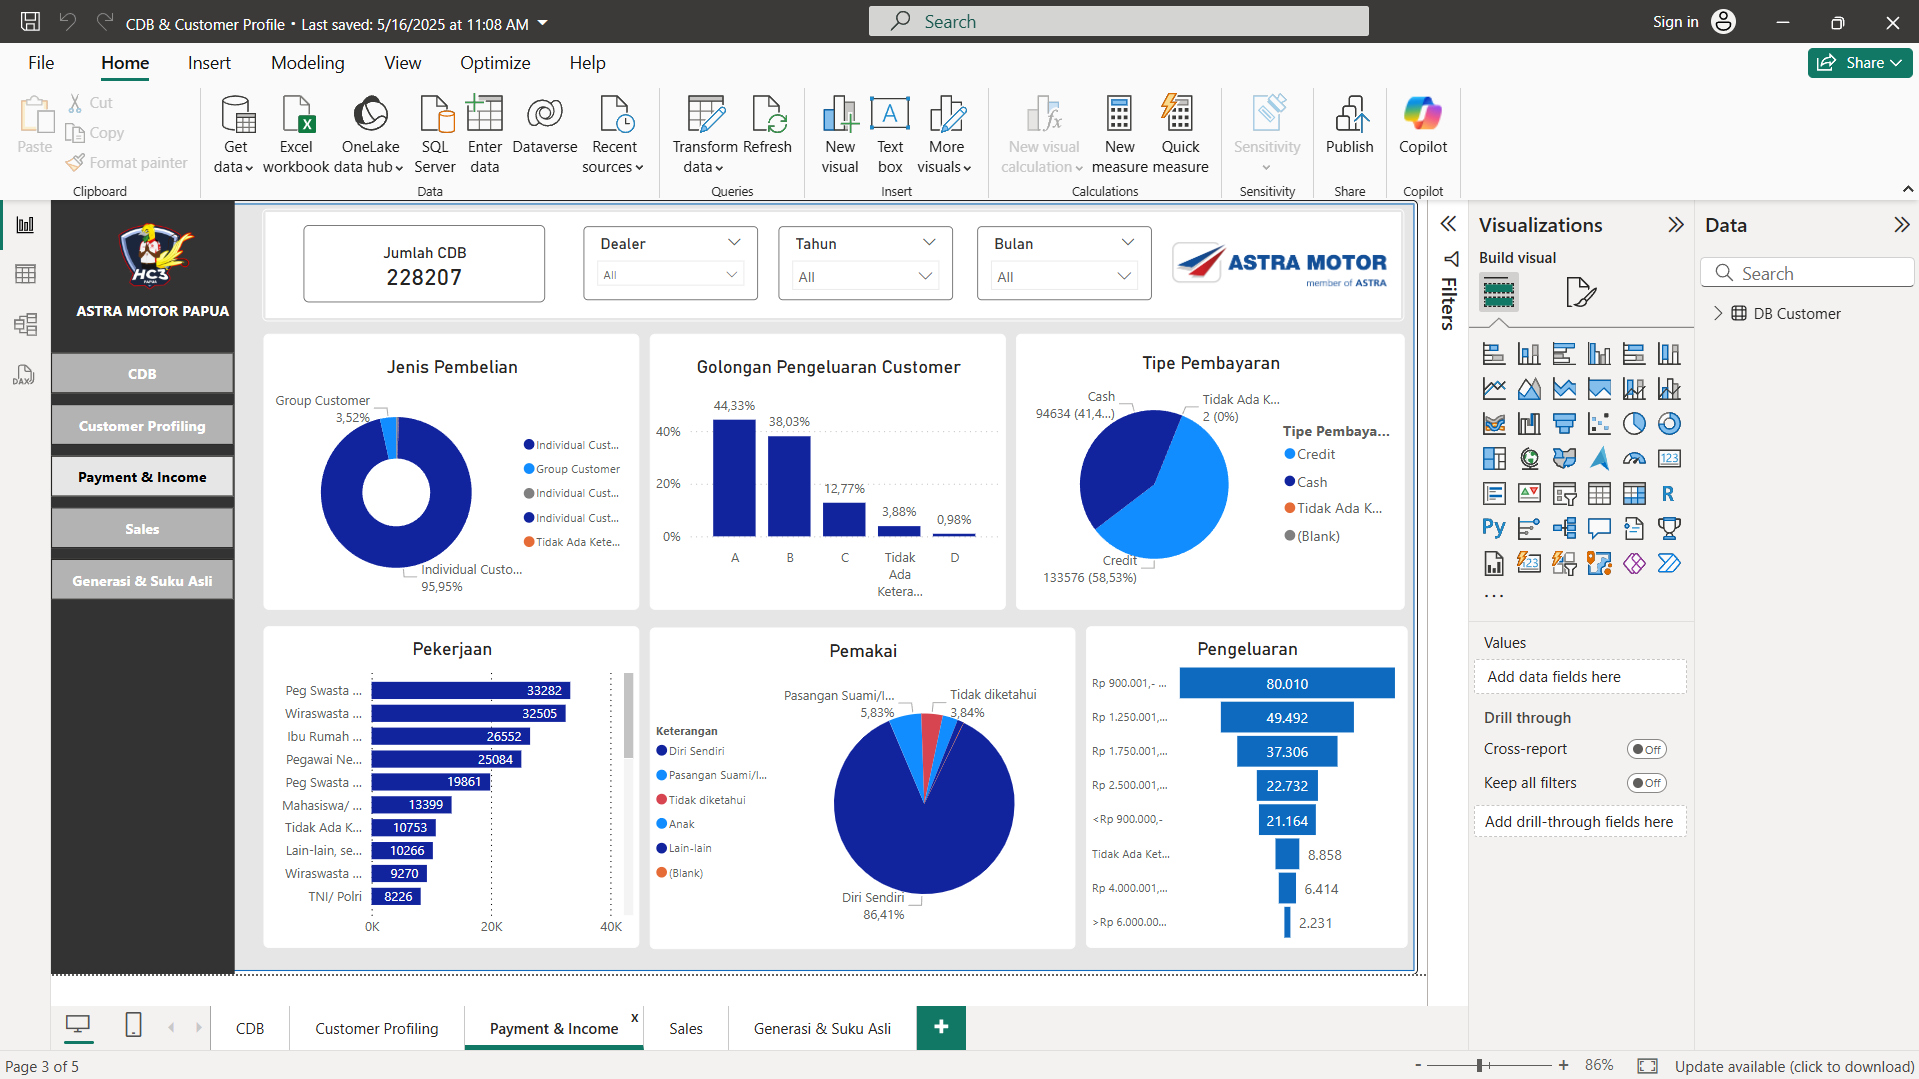 CDB & Customer Profile • Last saved: 5/16/2025 at 11:08 AM
Search
Sign in
File
Home
Insert
Modeling
View
Optimize
Help
Share
Paste
Cut
Copy
Format painter
Clipboard
Get data
Excel workbook
OneLake data hub
SQL Server
Enter data
Dataverse
Recent sources
Data
Transform data
Refresh
Queries
New visual
Text box
More visuals
Insert
New visual calculation
New measure
Quick measure
Calculations
Sensitivity
Sensitivity
Publish
Share
Copilot
Copilot
HC3
PAPUA
ASTRA MOTOR PAPUA
CDB
Customer Profiling
Payment & Income
Sales
Generasi & Suku Asli
Jumlah CDB
228207
Dealer
All
Tahun
All
Bulan
All
ASTRA MOTOR
member of ASTRA
Jenis Pembelian
Group Customer
3,52%
Individual Custo...
95,95%
Individual Cust...
Group Customer
Individual Cust...
Individual Cust...
Tidak Ada Kete...
Golongan Pengeluaran Customer
40%
20%
0%
44,33%
38,03%
12,77%
3,88%
0,98%
A
B
C
Tidak Ada Ketera...
D
Tipe Pembayaran
Cash
94634 (41,4...)
Tidak Ada K...
2 (0%)
Credit
133576 (58,53%)
Tipe Pembaya...
Credit
Cash
Tidak Ada K...
(Blank)
Pekerjaan
Peg Swasta ... 33282
Wiraswasta ... 32505
Ibu Rumah ... 26552
Pegawai Ne... 25084
Peg Swasta ... 19861
Mahasiswa/ ... 13399
Tidak Ada K... 10753
Lain-lain, se... 10266
Wiraswasta ... 9270
TNI/ Polri 8226
0K 20K 40K
Pemakai
Keterangan
Diri Sendiri
Pasangan Suami/I...
Tidak diketahui
Anak
Lain-lain
(Blank)
Pasangan Suami/I...
5,83%
Tidak diketahui
3,84%
Diri Sendiri
86,41%
Pengeluaran
Rp 900.001,- ... 80.010
Rp 1.250.001,... 49.492
Rp 1.750.001,... 37.306
Rp 2.500.001,... 22.732
<Rp 900.000,- 21.164
Tidak Ada Ket... 8.858
Rp 4.000.001,... 6.414
>Rp 6.000.00... 2.231
Filters
Visualizations
Build visual
123
R
Py
123
...
Values
Add data fields here
Drill through
Cross-report
Off
Keep all filters
Off
Add drill-through fields here
Data
Search
DB Customer
DAX
CDB
Customer Profiling
Payment & Income
x
Sales
Generasi & Suku Asli
+
Page 3 of 5
- + 86%
Update available (click to download)